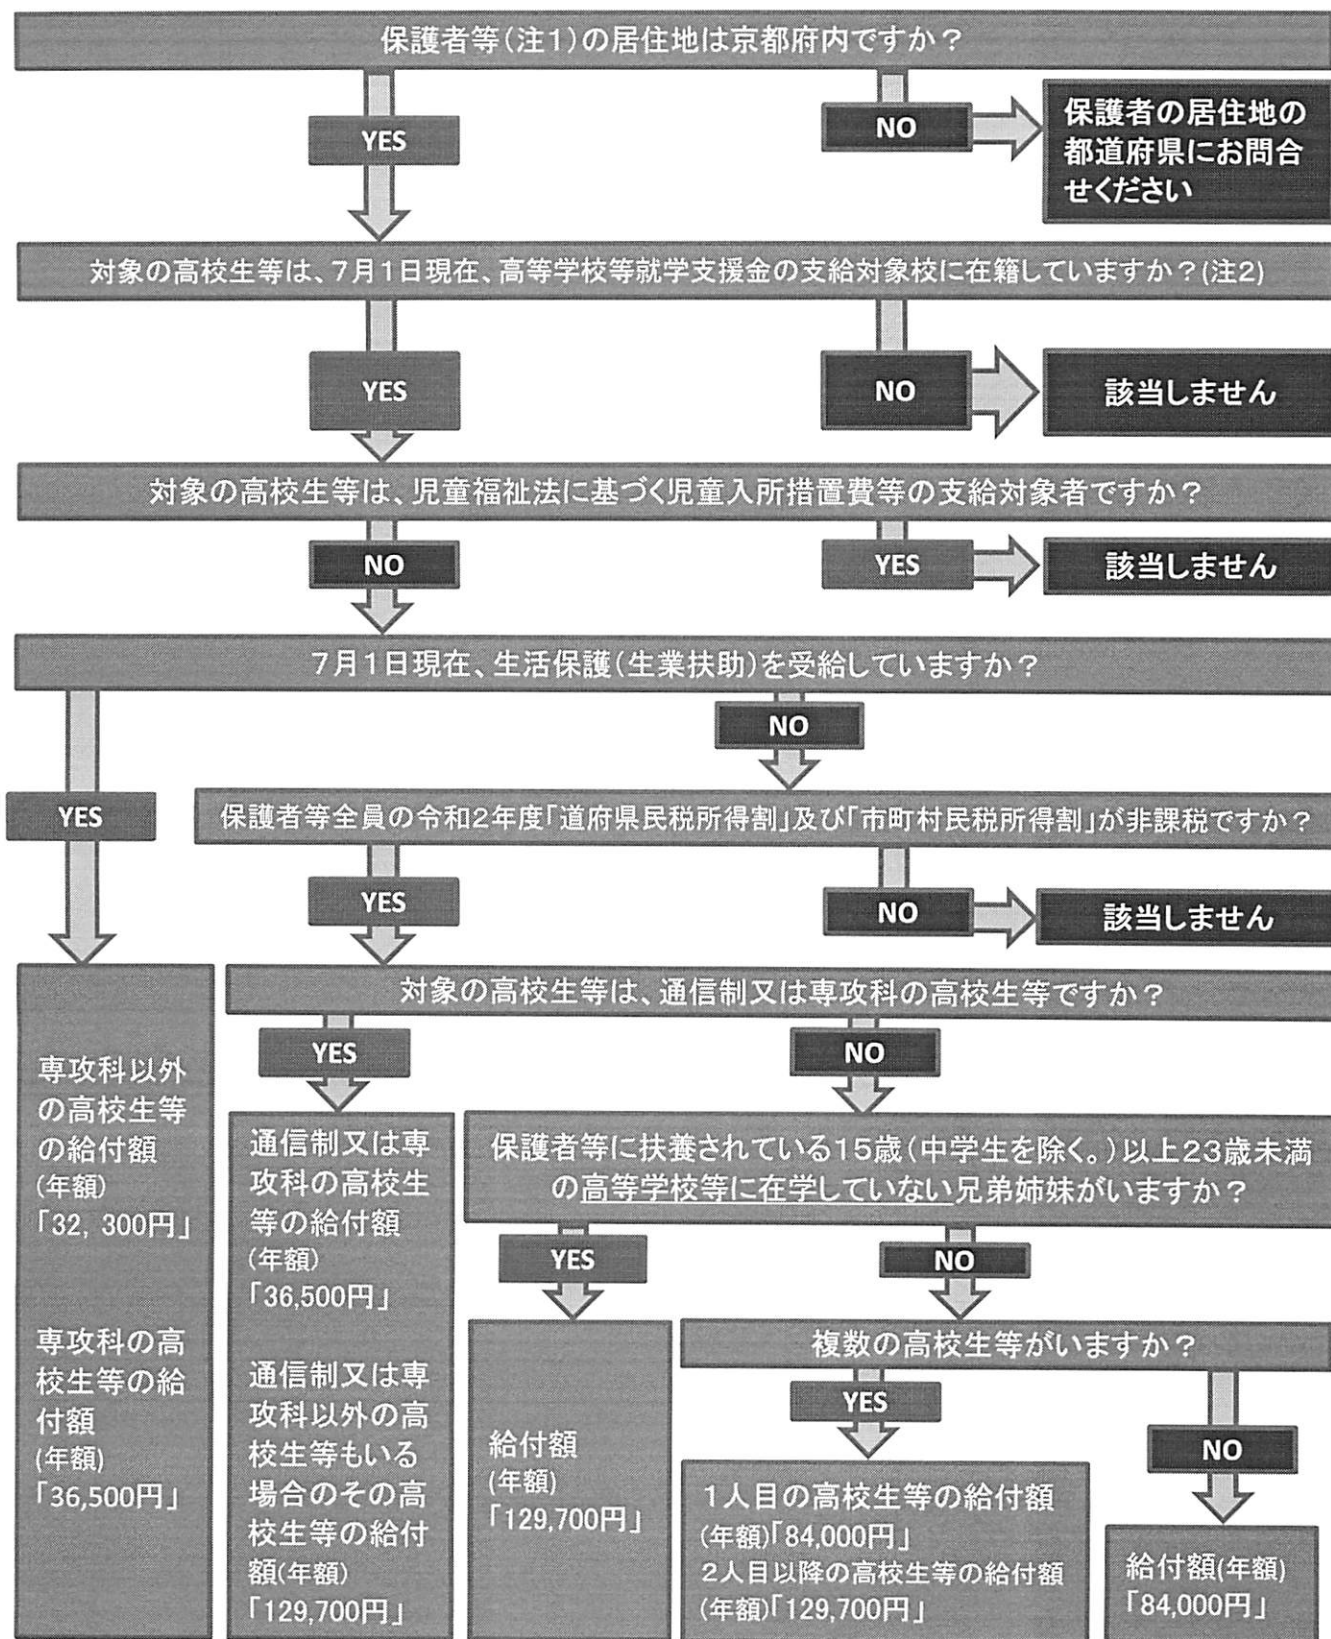 保護者等(注1)の居住地は京都府内ですか？
YES
NO
保護者の居住地の
都道府県にお問合
せください
対象の高校生等は、7月1日現在、高等学校等就学支援金の支給対象校に在籍していますか？(注2)
YES
NO
該当しません
対象の高校生等は、児童福祉法に基づく児童入所措置費等の支給対象者ですか？
NO
YES
該当しません
7月1日現在、生活保護(生業扶助)を受給していますか？
NO
YES
保護者等全員の令和2年度「道府県民税所得割」及び「市町村民税所得割」が非課税ですか？
YES
NO
該当しません
対象の高校生等は、通信制又は専攻科の高校生等ですか？
YES
NO
専攻科以外
の高校生等
の給付額
(年額)
「32, 300円」
専攻科の高
校生等の給
付額
(年額)
「36,500円」
通信制又は専
攻科の高校生
等の給付額
(年額)
「36,500円」
通信制又は専
攻科以外の高
校生等もいる
場合のその高
校生等の給付
額(年額)
「129,700円」
保護者等に扶養されている15歳(中学生を除く。)以上23歳未満
の高等学校等に在学していない兄弟姉妹がいますか？
YES
NO
給付額
(年額)
「129,700円」
複数の高校生等がいますか？
YES
NO
1人目の高校生等の給付額
(年額)「84,000円」
2人目以降の高校生等の給付額
(年額)「129,700円」
給付額(年額)
「84,000円」